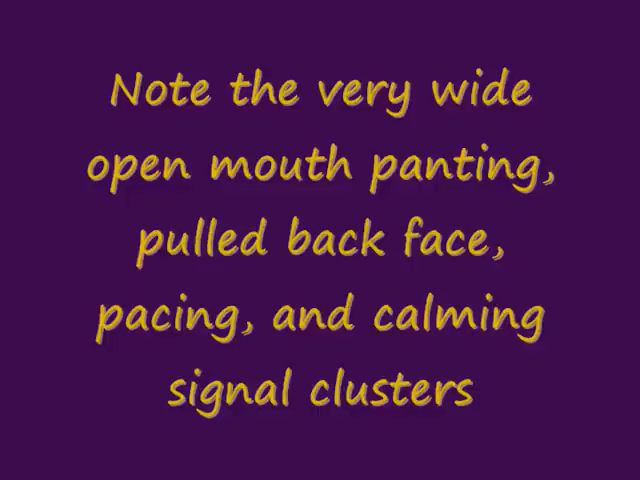 Note the very wide
open mouth panting,
pulled back face,
pacing, and calming
signal clusters